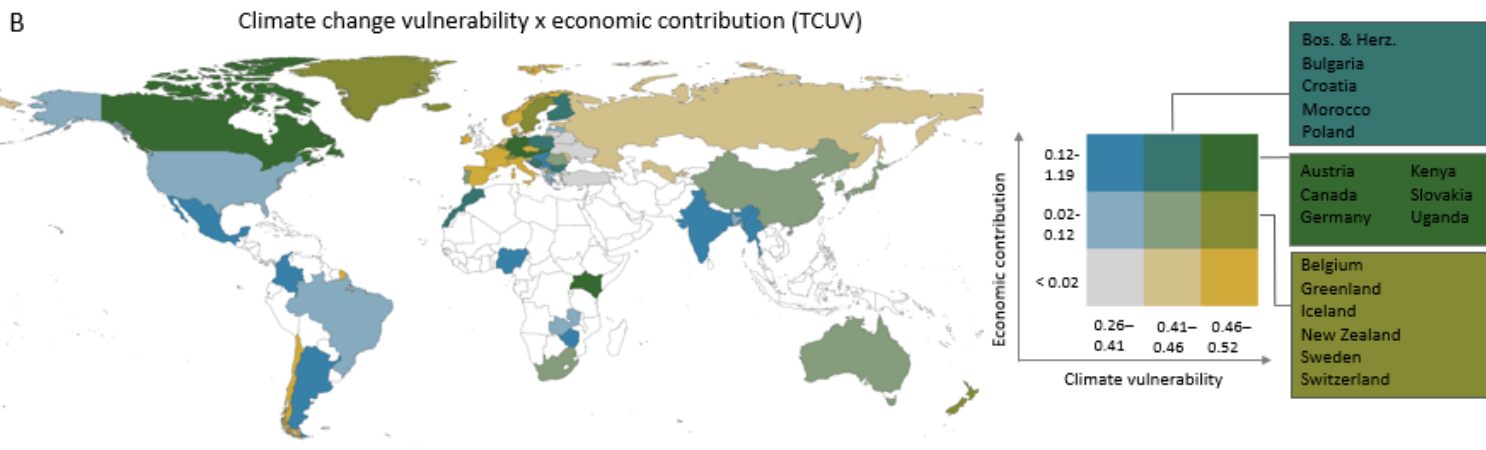 B
Climate change vulnerability x economic contribution (TCUV)
Bos. & Herz.
Bulgaria
Croatia
Morocco
Poland
Austria Kenya
Canada Slovakia
Germany Uganda
Belgium
Greenland
Iceland
New Zealand
Sweden
Switzerland
Economic contribution
0.12-
1.19
0.02-
0.12
< 0.02
0.26–
0.41
0.41–
0.46
0.46–
0.52
Climate vulnerability